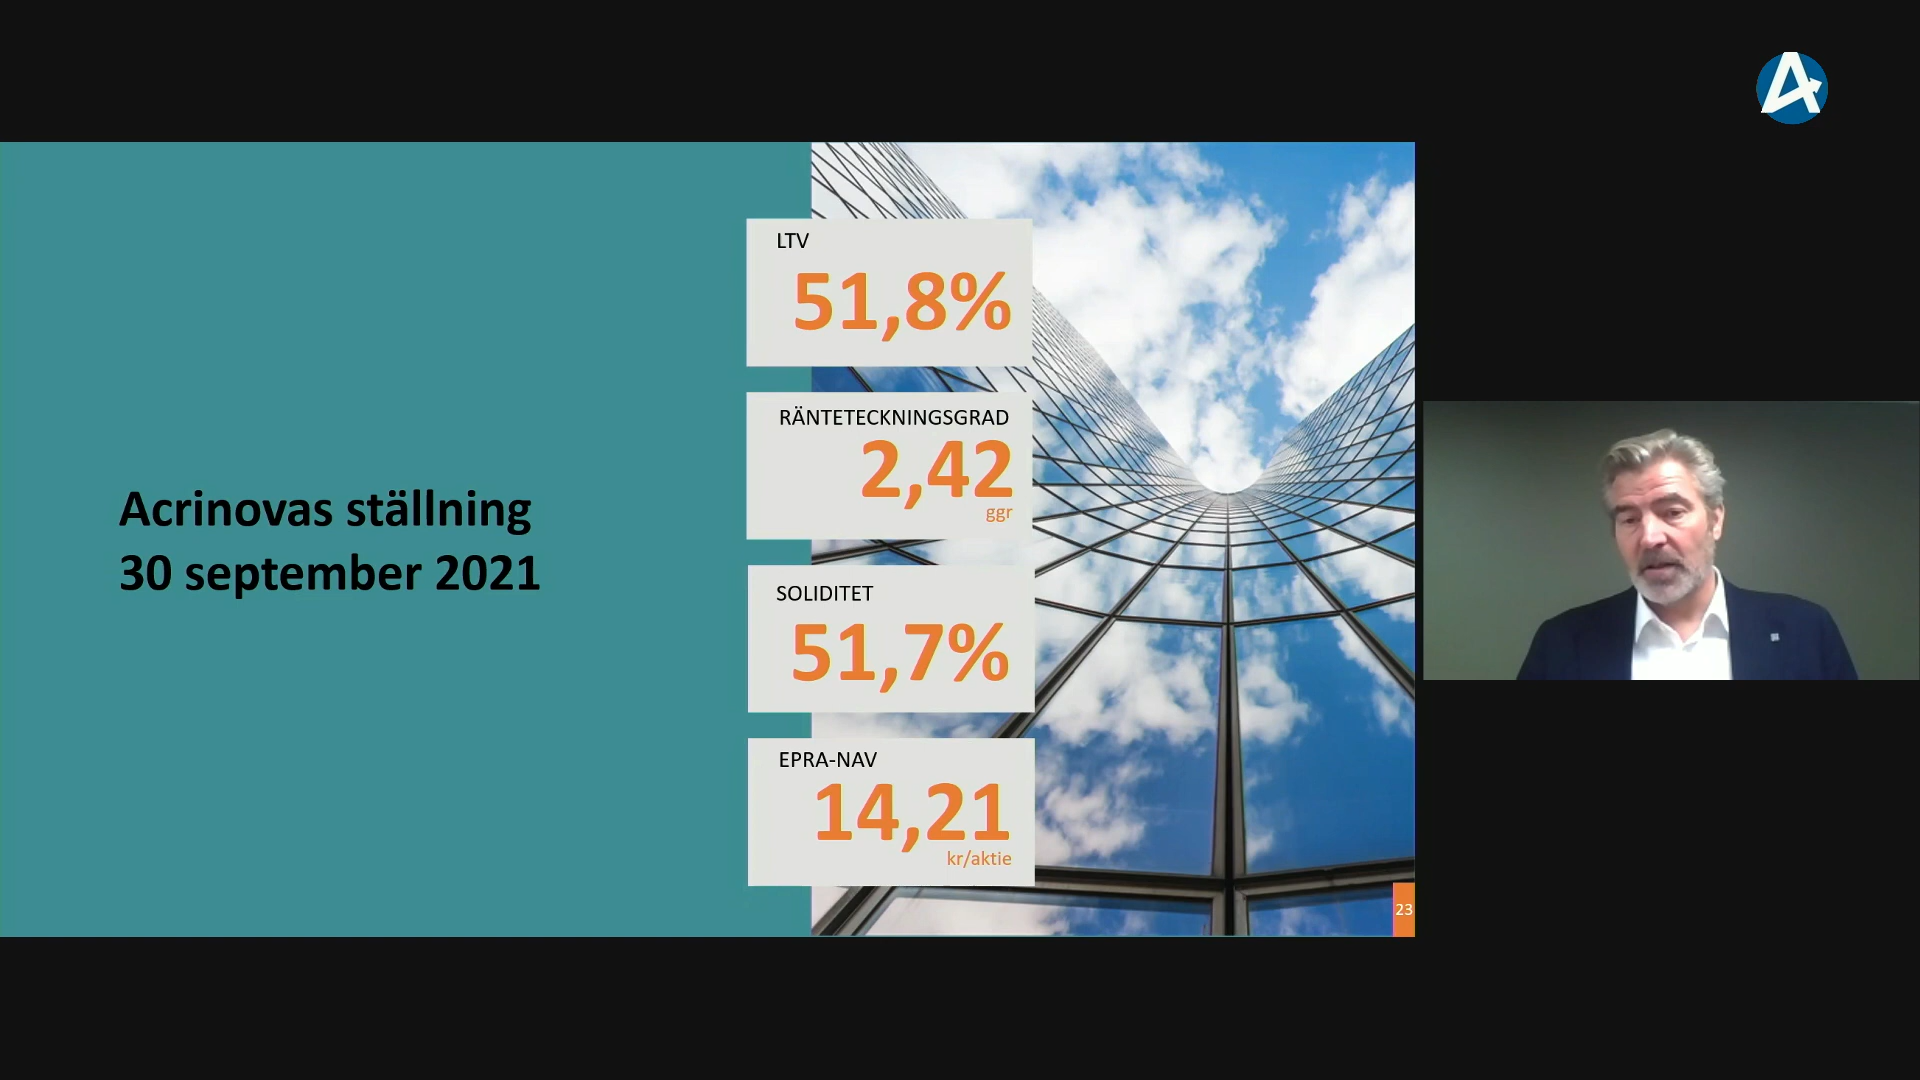 Acrinovas ställning
30 september 2021
LTV
51,8%
RÄNTETECKNINGSGRAD
2,42
ggr
SOLIDITET
51,7%
EPRA-NAV
14,21
kr/aktie
23